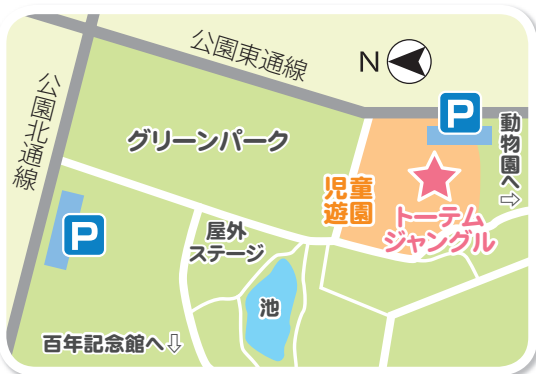 公園東通線
N
P
公園北通線
グリーンパーク
動物園へ⇨
児童
遊園
トーテム
ジャングル
P
屋外
ステージ
池
百年記念館へ⇩